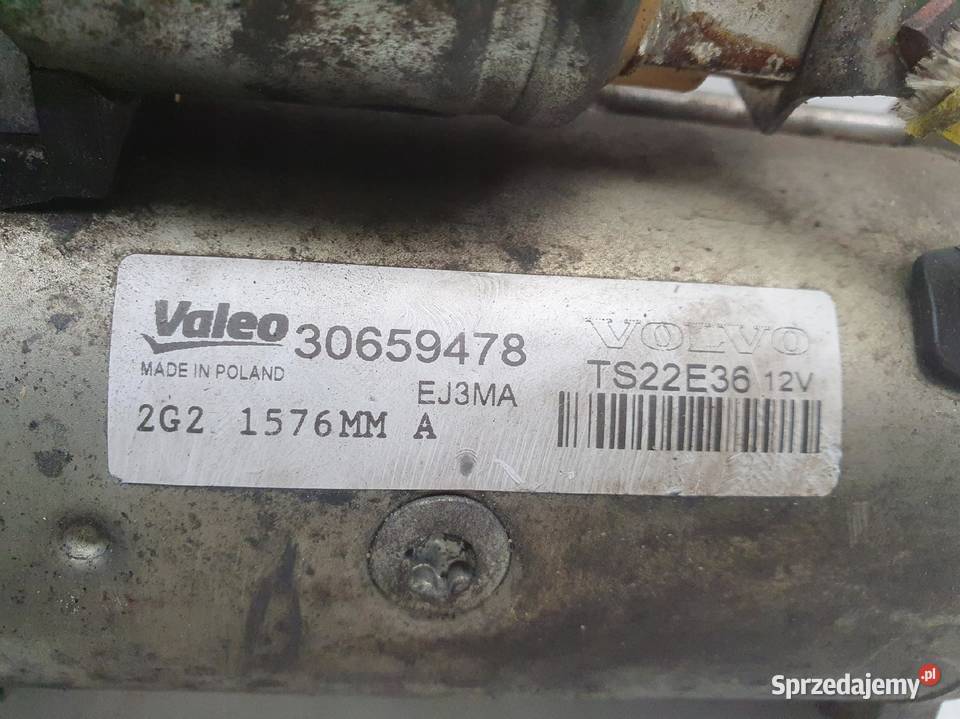 Valeo 30659478 VOLVO
MADE IN POLAND EJ3MA TS22E36 12V
2G2 1576MM A
Sprzedajemy.pl